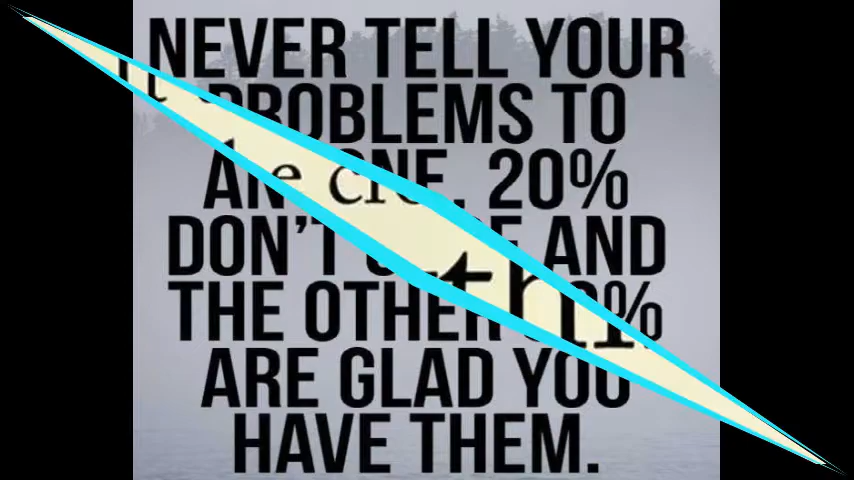 NEVER TELL YOUR
PROBLEMS TO
20%
DON'T AND
THE OTHER
ARE GLAD YOU
HAVE THEM.